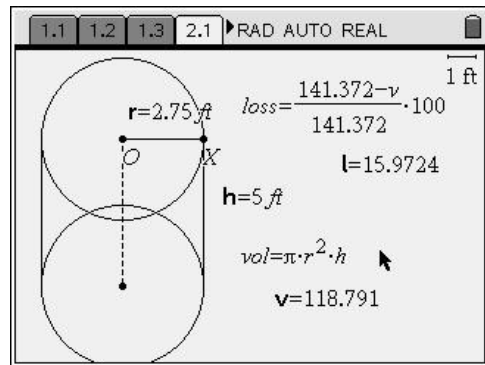 1.1 1.2 1.3 2.1 RAD AUTO REAL
1 ft
r=2.75 ft
loss=141.372-v/141.372·100
O X
l=15.9724
h=5 ft
vol=π·r²·h
v=118.791